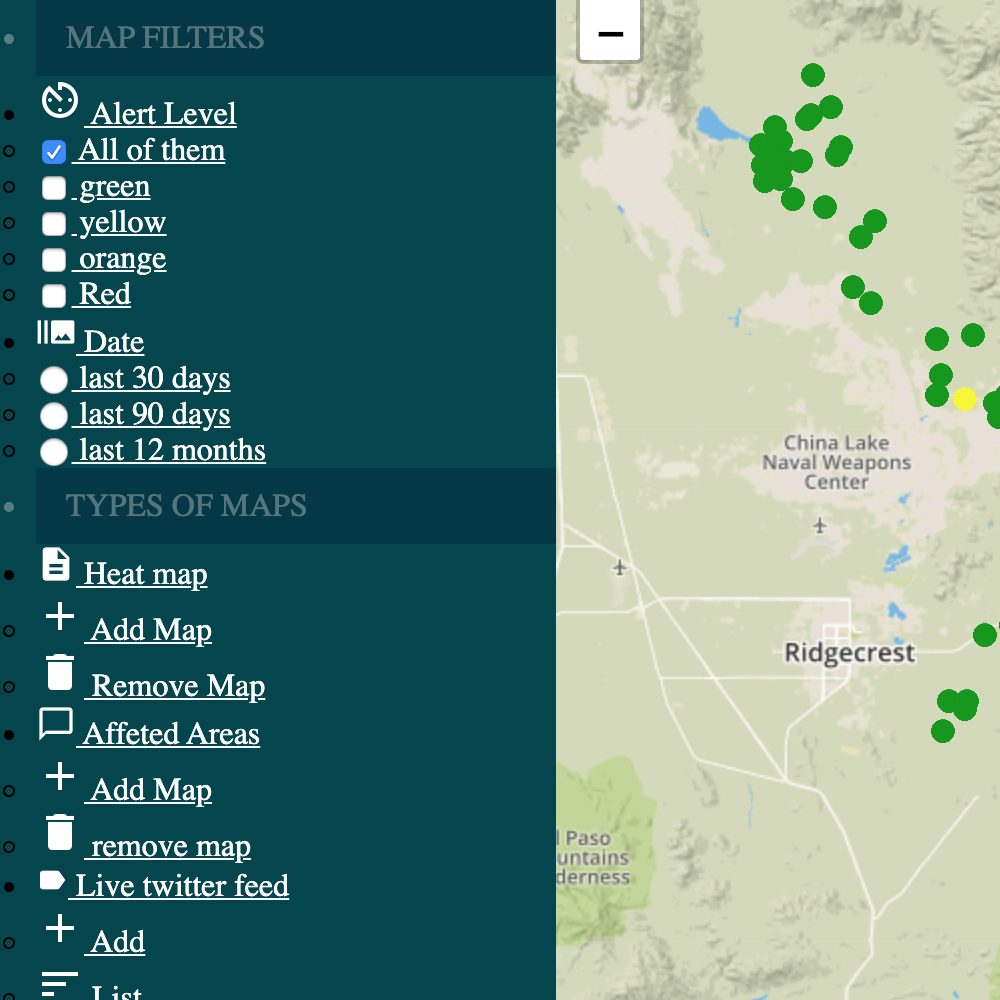 MAP FILTERS
Alert Level
All of them
green
yellow
orange
Red
Date
last 30 days
last 90 days
last 12 months
TYPES OF MAPS
Heat map
Add Map
Remove Map
Affeted Areas
Add Map
remove map
Live twitter feed
Add
List
China Lake
Naval Weapons
Center
Ridgecrest
l Paso
untains
derness